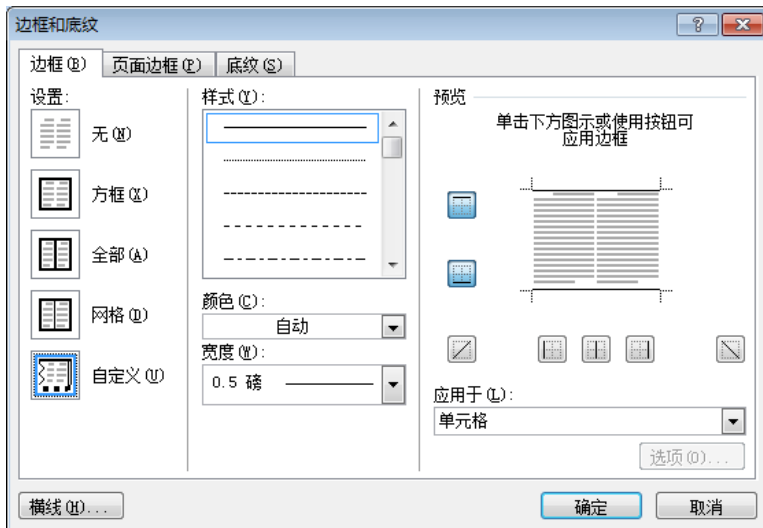 边框和底纹
边框(B)
页面边框(P)
底纹(S)
设置:
无(N)
方框(X)
全部(A)
网格(D)
自定义(U)
样式(Y):
颜色(C):
自动
宽度(W):
0.5 磅
预览
单击下方图示或使用按钮可
应用边框
应用于(L):
单元格
选项(O)...
横线(H)...
确定
取消